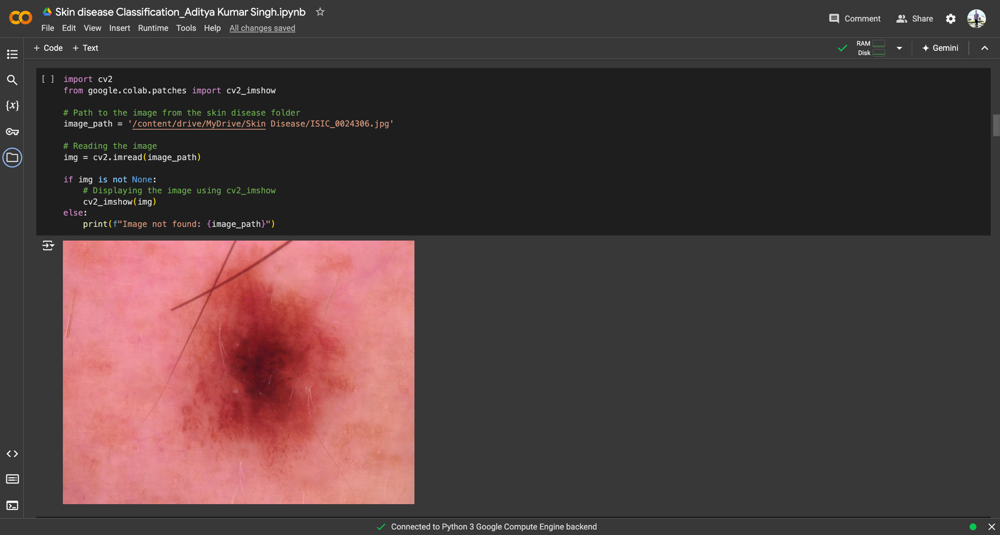 Skin disease Classification_Aditya Kumar Singh.ipynb
File Edit View Insert Runtime Tools Help All changes saved
Comment Share
+ Code + Text
RAM
Disk
Gemini
[ ] import cv2
from google.colab.patches import cv2_imshow
# Path to the image from the skin disease folder
image_path = '/content/drive/MyDrive/Skin Disease/ISIC_0024306.jpg'
# Reading the image
img = cv2.imread(image_path)
if img is not None:
    # Displaying the image using cv2_imshow
    cv2_imshow(img)
else:
    print(f"Image not found: {image_path}")
{x}
Connected to Python 3 Google Compute Engine backend